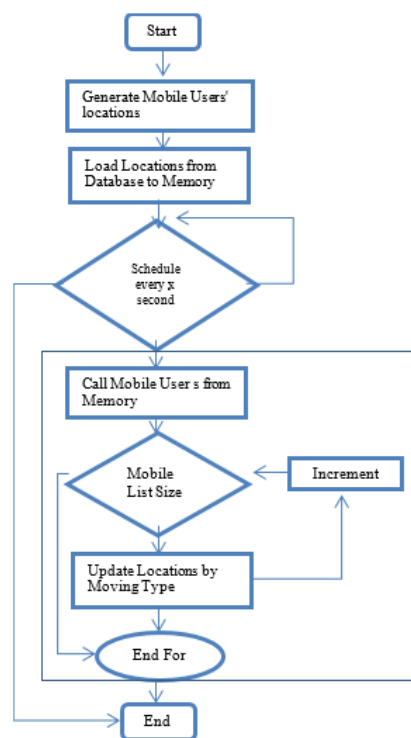 Start
Generate Mobile Users'
locations
Load Locations from
Database to Memory
Schedule
every x
second
Call Mobile User s from
Memory
Mobile
List Size
Increment
Update Locations by
Moving Type
End For
End